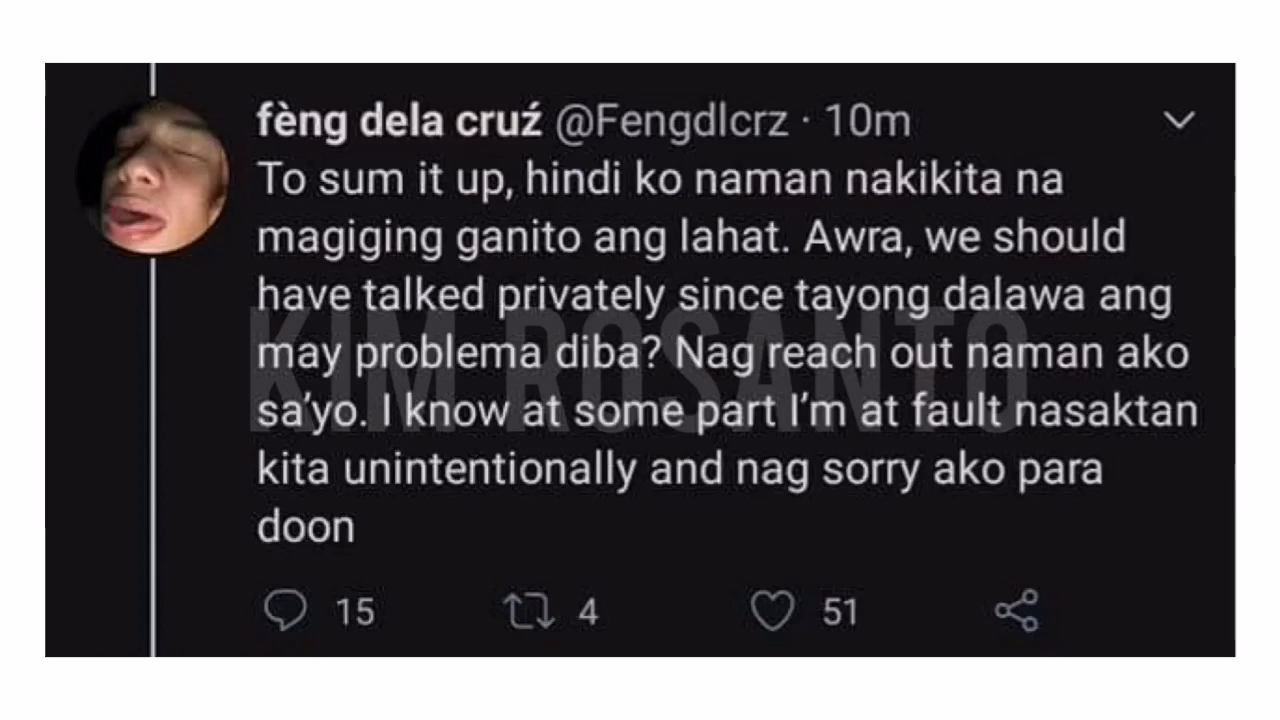 fèng dela cruź @Fengdlcrz · 10m
To sum it up, hindi ko naman nakikita na
magiging ganito ang lahat. Awra, we should
have talked privately since tayong dalawa ang
may problema diba? Nag reach out naman ako
sa’yo. I know at some part I’m at fault nasaktan
kita unintentionally and nag sorry ako para
doon
15 4 51
KIM ROSANTO